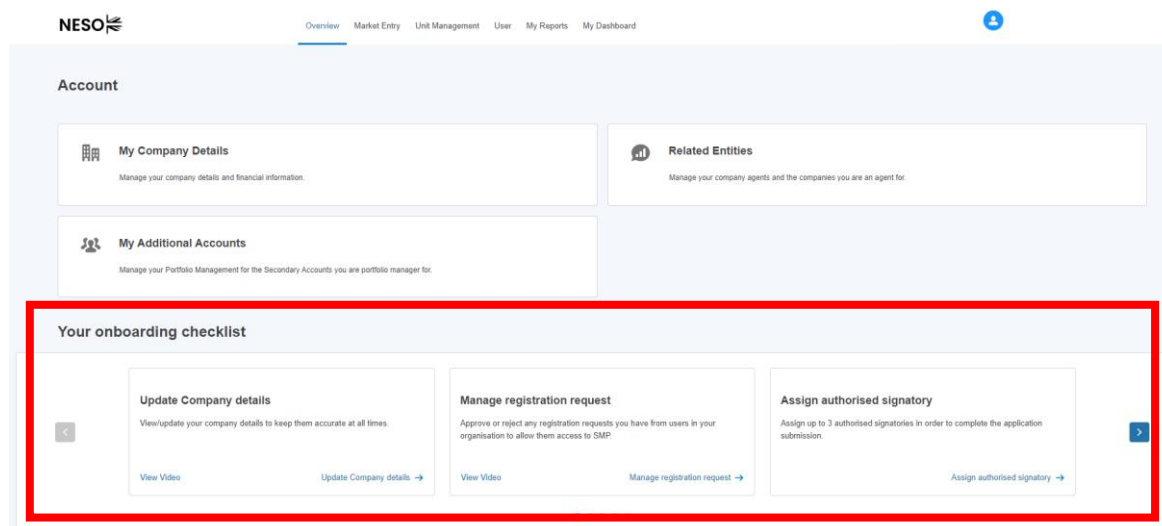 NESO
Overview Market Entry Unit Management User My Reports My Dashboard
Account
My Company Details
Manage your company details and financial information.
Related Entities
Manage your company agents and the companies you are an agent for.
My Additional Accounts
Manage your Portfolio Management for the Secondary Accounts you are portfolio manager for.
Your onboarding checklist
Update Company details
View/update your company details to keep them accurate at all times.
View Video Update Company details →
Manage registration request
Approve or reject any registration requests you have from users in your
organisation to allow them access to SMP.
View Video Manage registration request →
Assign authorised signatory
Assign up to 3 authorised signatories in order to complete the application
submission.
Assign authorised signatory →